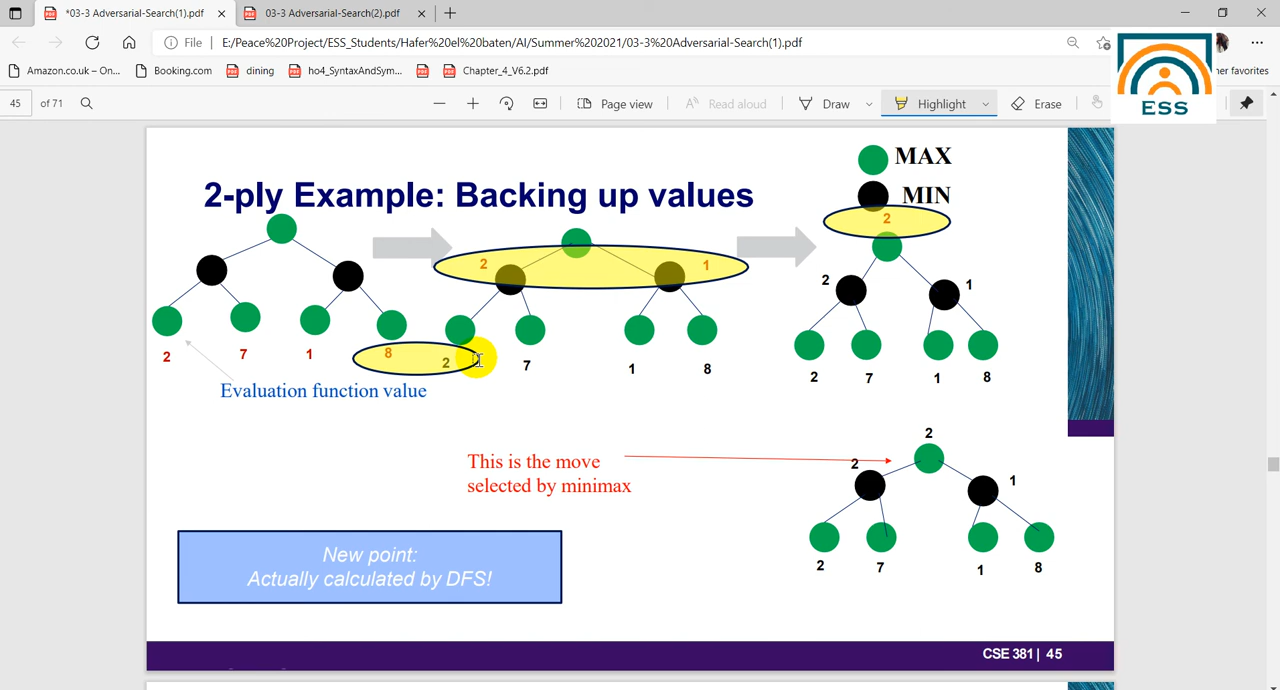 *03-3 Adversarial-Search(1).pdf
03-3 Adversarial-Search(2).pdf
File
E:/Peace%20Project/ESS_Students/Hafer%20el%20baten/AI/Summer%202021/03-3%20Adversarial-Search(1).pdf
Amazon.co.uk – On...
Booking.com
dining
ho4_SyntaxAndSym...
Chapter_4_V6.2.pdf
her favorites
ESS
45 of 71
Page view
Read aloud
Draw
Highlight
Erase
2-ply Example: Backing up values
MAX
MIN
2
2 1
2 1
2 7 1 8
2 7 1 8
2 7 1 8
Evaluation function value
This is the move
selected by minimax
2
2 1
2 7 1 8
New point:
Actually calculated by DFS!
CSE 381 | 45